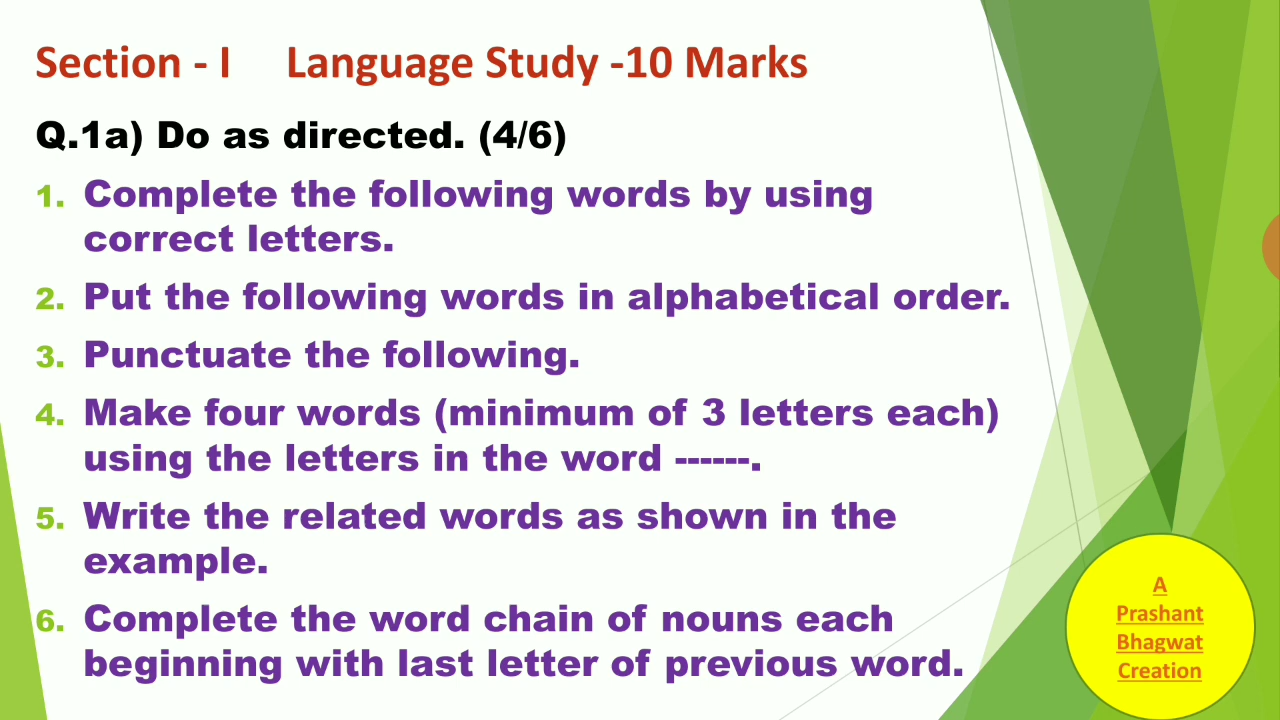 Section - I Language Study -10 Marks
Q.1a) Do as directed. (4/6)
1. Complete the following words by using
correct letters.
2. Put the following words in alphabetical order.
3. Punctuate the following.
4. Make four words (minimum of 3 letters each)
using the letters in the word ------.
5. Write the related words as shown in the
example.
6. Complete the word chain of nouns each
beginning with last letter of previous word.
A
Prashant
Bhagwat
Creation